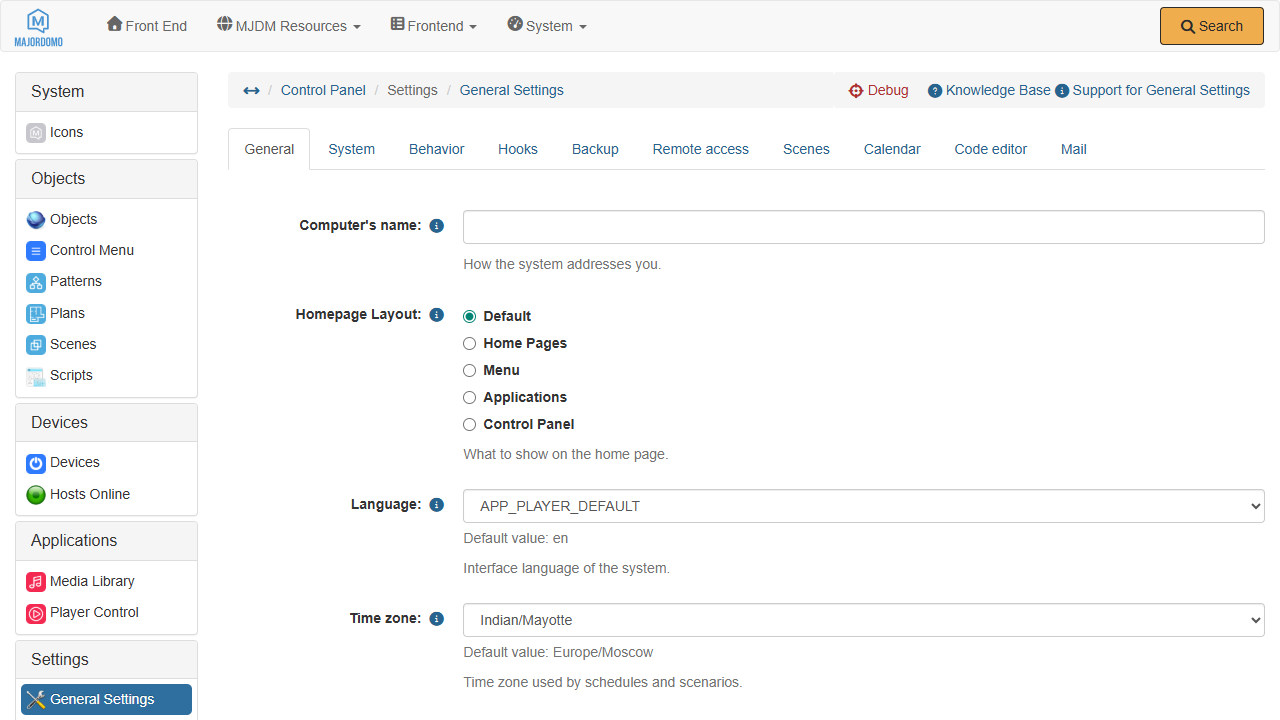 MAJORDOMO
Front End
MJDM Resources
Frontend
System
Search
System
Icons
Objects
Objects
Control Menu
Patterns
Plans
Scenes
Scripts
Devices
Devices
Hosts Online
Applications
Media Library
Player Control
Settings
General Settings
/ Control Panel / Settings / General Settings
Debug
Knowledge Base
Support for General Settings
General
System
Behavior
Hooks
Backup
Remote access
Scenes
Calendar
Code editor
Mail
Computer's name:
How the system addresses you.
Homepage Layout:
Default
Home Pages
Menu
Applications
Control Panel
What to show on the home page.
Language:
APP_PLAYER_DEFAULT
Default value: en
Interface language of the system.
Time zone:
Indian/Mayotte
Default value: Europe/Moscow
Time zone used by schedules and scenarios.